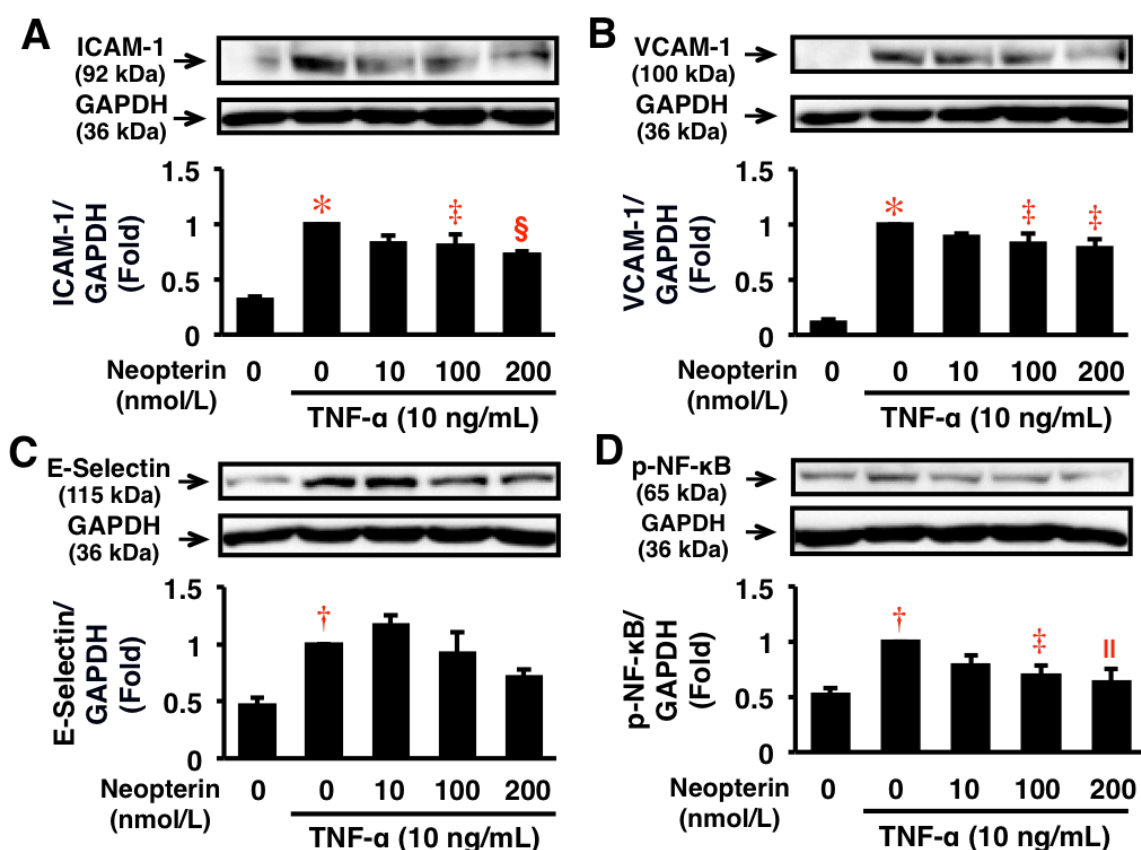 A
ICAM-1
(92 kDa)
GAPDH
(36 kDa)
ICAM-1/
GAPDH
(Fold)
1.5
1
0.5
0
*
‡
§
Neopterin
(nmol/L)
0 0 10 100 200
TNF-α (10 ng/mL)
B
VCAM-1
(100 kDa)
GAPDH
(36 kDa)
VCAM-1/
GAPDH
(Fold)
1.5
1
0.5
0
*
‡
‡
Neopterin
(nmol/L)
0 0 10 100 200
TNF-α (10 ng/mL)
C
E-Selectin
(115 kDa)
GAPDH
(36 kDa)
E-Selectin/
GAPDH
(Fold)
1.5
1
0.5
0
†
Neopterin
(nmol/L)
0 0 10 100 200
TNF-α (10 ng/mL)
D
p-NF-κB
(65 kDa)
GAPDH
(36 kDa)
p-NF-κB/
GAPDH
(Fold)
1.5
1
0.5
0
†
‡
||
Neopterin
(nmol/L)
0 0 10 100 200
TNF-α (10 ng/mL)